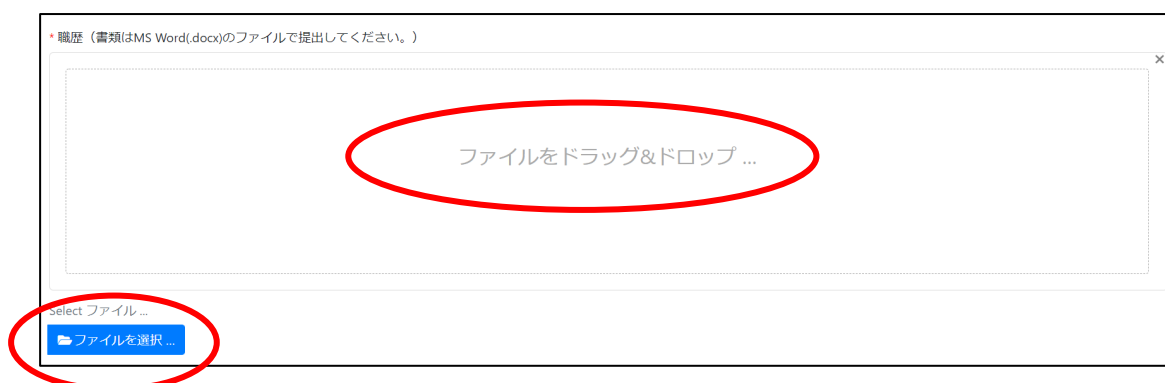 * 職歴（書類はMS Word(.docx)のファイルで提出してください。）
ファイルをドラッグ&ドロップ ...
Select ファイル ...
ファイルを選択 ...